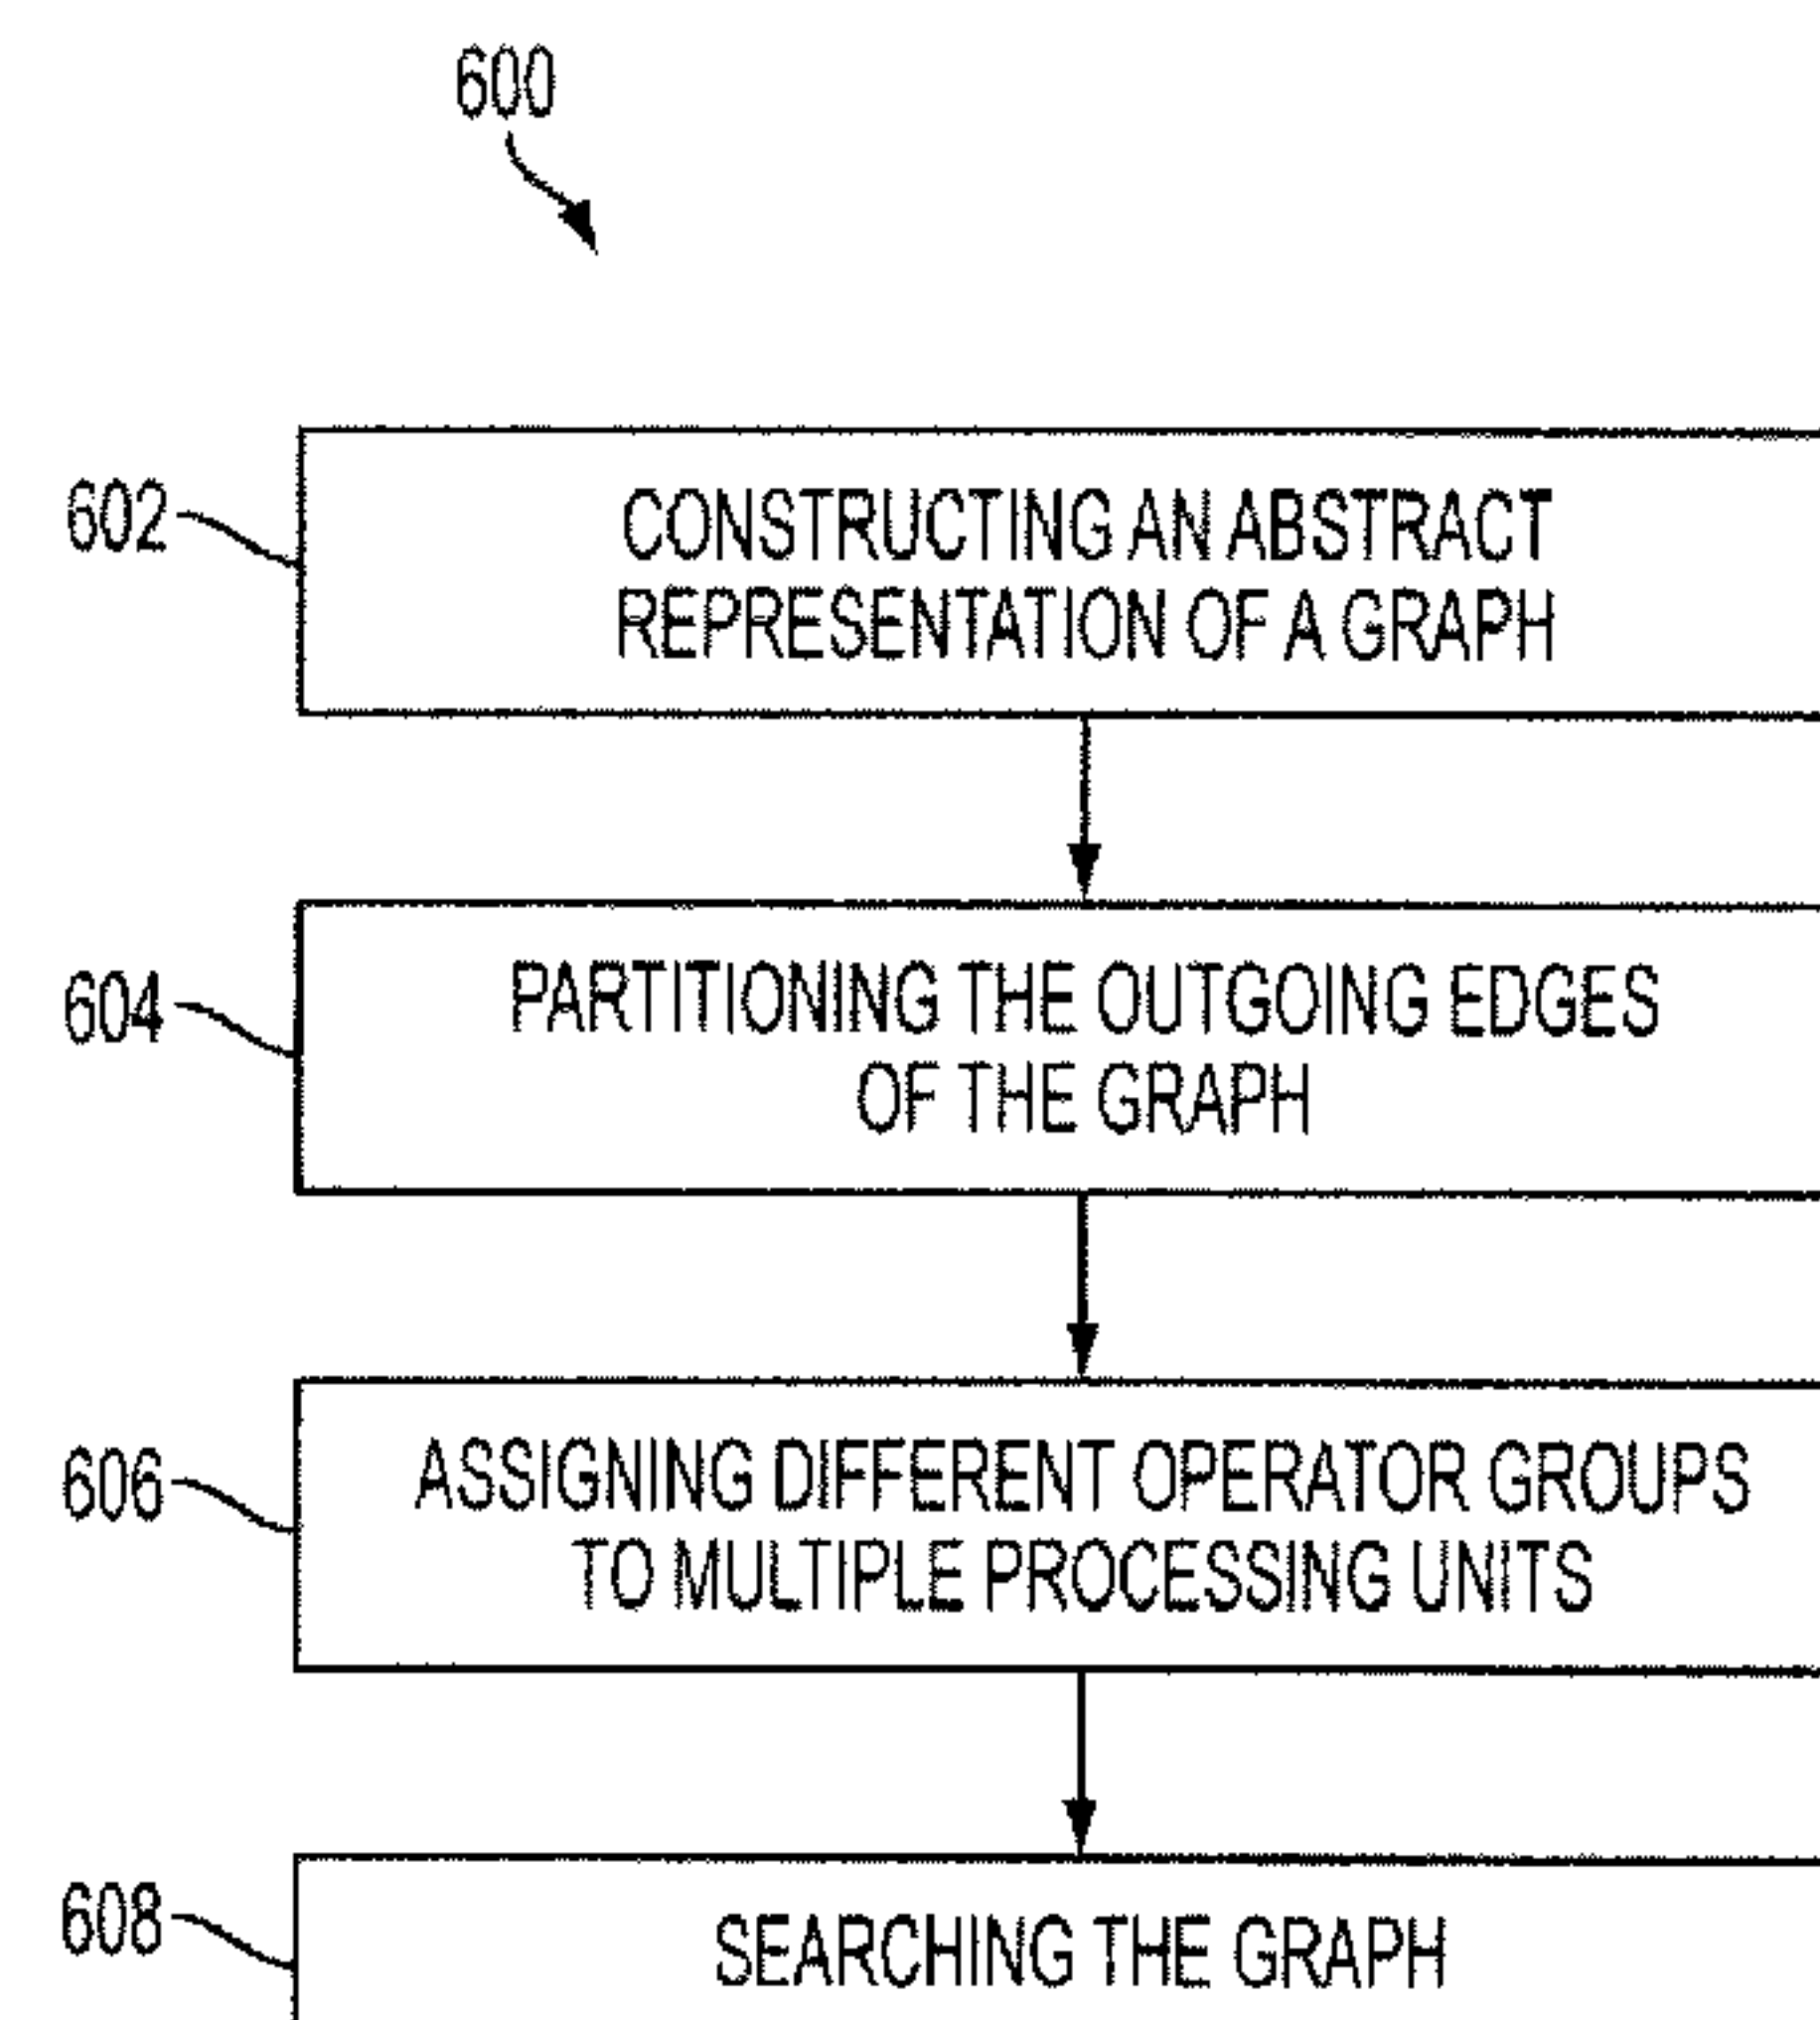 600
602
CONSTRUCTING AN ABSTRACT
REPRESENTATION OF A GRAPH
604
PARTITIONING THE OUTGOING EDGES
OF THE GRAPH
606
ASSIGNING DIFFERENT OPERATOR GROUPS
TO MULTIPLE PROCESSING UNITS
608
SEARCHING THE GRAPH